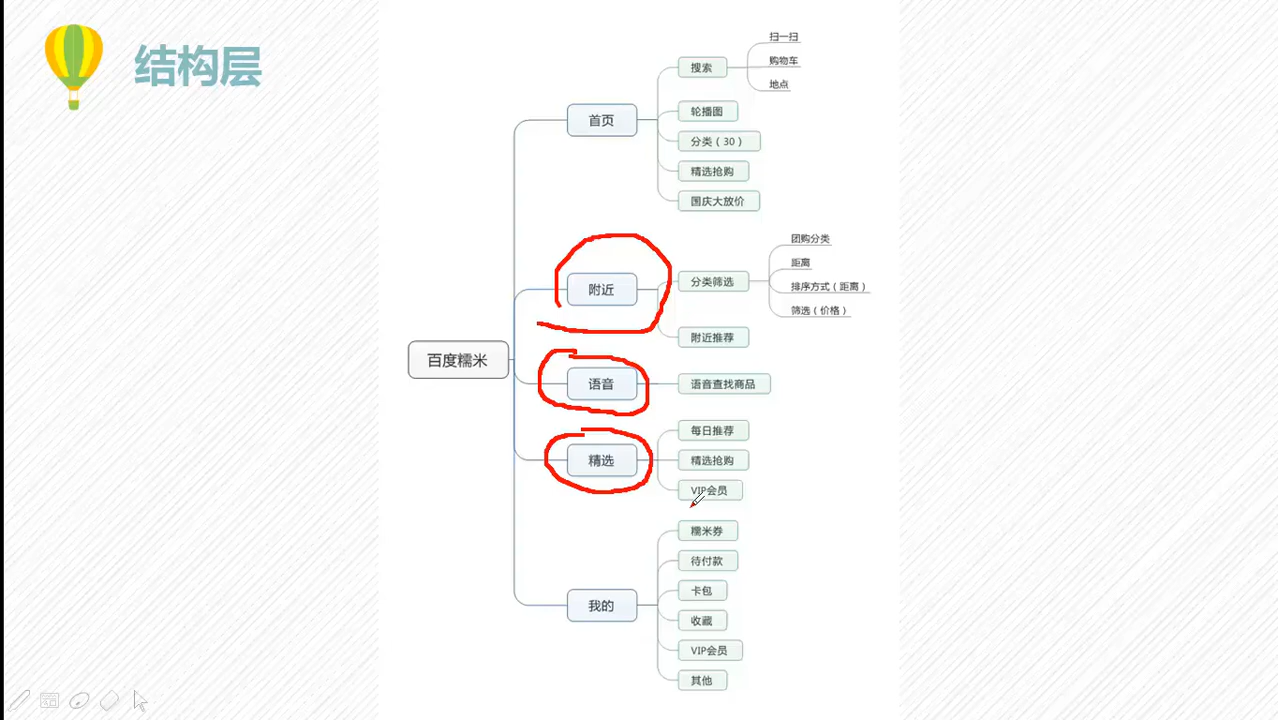 结构层
百度糯米
首页
搜索
扫一扫
购物车
地点
轮播图
分类（30）
精选抢购
国庆大放价
附近
分类筛选
团购分类
距离
排序方式（距离）
筛选（价格）
附近推荐
语音
语音查找商品
精选
每日推荐
精选抢购
VIP会员
我的
糯米券
待付款
卡包
收藏
VIP会员
其他